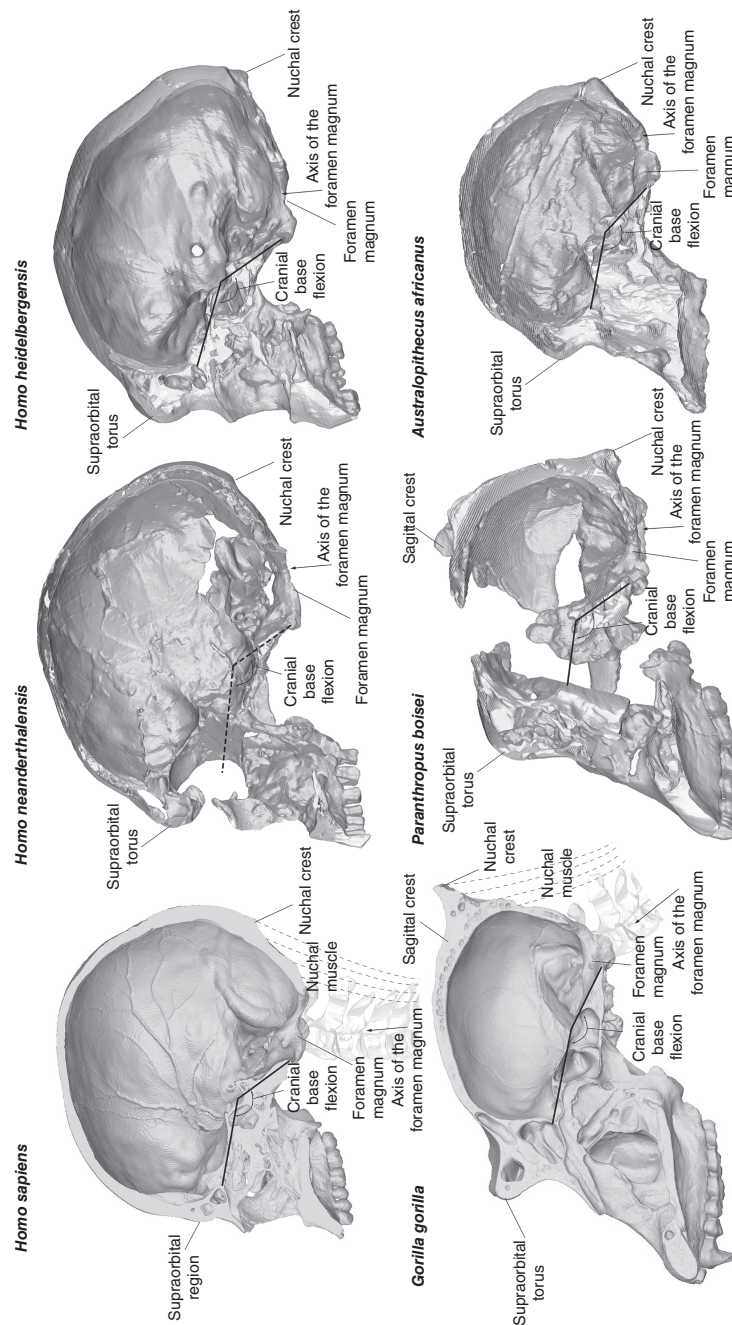 Homo sapiens
Supraorbital
region
Cranial
base
flexion
Nuchal crest
Nuchal
muscle
Foramen
magnum
Axis of the
foramen magnum
Homo neanderthalensis
Supraorbital
torus
Cranial
base
flexion
Nuchal crest
Axis of the
foramen magnum
Foramen magnum
Homo heidelbergensis
Supraorbital
torus
Cranial
base
flexion
Nuchal crest
Axis of the
foramen magnum
Foramen
magnum
Gorilla gorilla
Supraorbital
torus
Sagittal crest
Nuchal
crest
Nuchal
muscle
Cranial
base
flexion
Foramen
magnum
Axis of the
foramen magnum
Paranthropus boisei
Supraorbital
torus
Sagittal crest
Cranial
base
flexion
Nuchal crest
Axis of the
foramen magnum
Foramen
magnum
Australopithecus africanus
Supraorbital
torus
Cranial
base
flexion
Nuchal crest
Axis of the
foramen magnum
Foramen
magnum